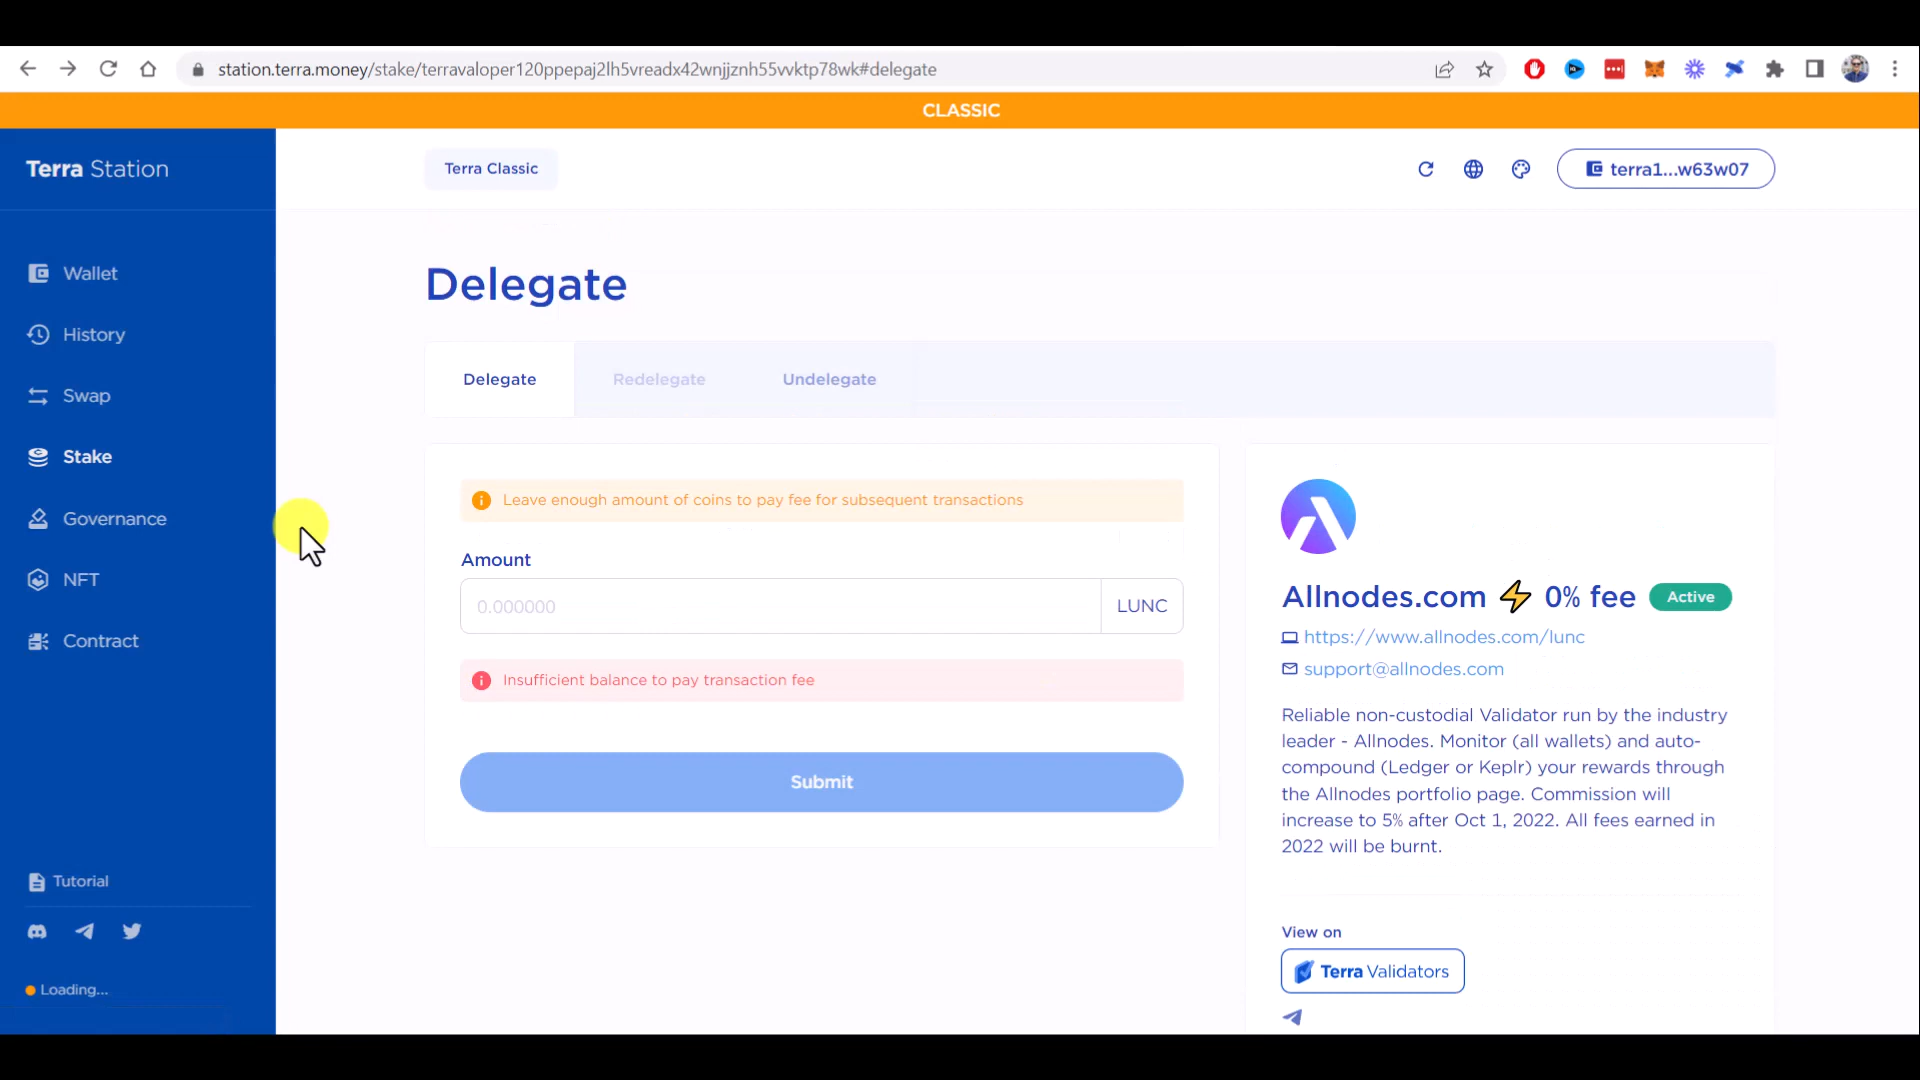 station.terra.money/stake/terravaloper120ppepaj2lh5vreadx42wnjjznh55vvktp78wk#delegate
CLASSIC
Terra Station
Terra Classic
terra1...w63w07
Wallet
History
Swap
Stake
Governance
NFT
Contract
Tutorial
Loading...
Delegate
Delegate
Redelegate
Undelegate
Leave enough amount of coins to pay fee for subsequent transactions
Amount
0.000000
LUNC
Insufficient balance to pay transaction fee
Submit
Allnodes.com ⚡ 0% fee
Active
https://www.allnodes.com/lunc
support@allnodes.com
Reliable non-custodial Validator run by the industry
leader - Allnodes. Monitor (all wallets) and auto-
compound (Ledger or Keplr) your rewards through
the Allnodes portfolio page. Commission will
increase to 5% after Oct 1, 2022. All fees earned in
2022 will be burnt.
View on
Terra Validators